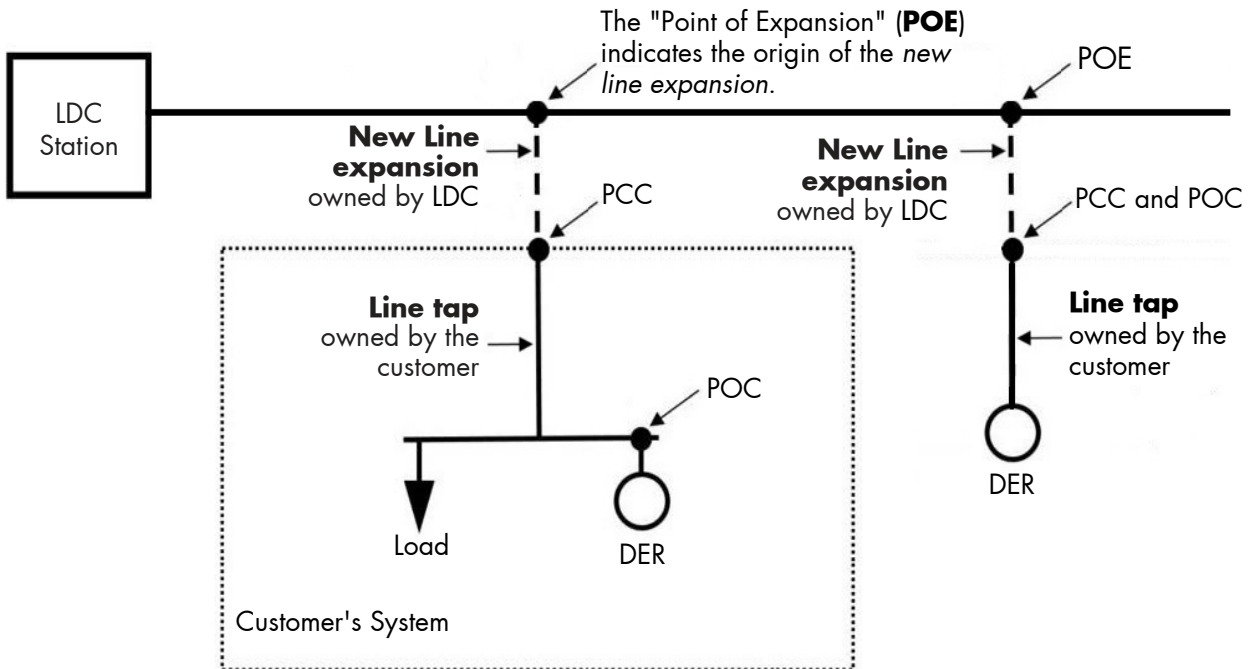 The "Point of Expansion" (POE)
indicates the origin of the new
line expansion.
POE
LDC
Station
New Line
expansion
owned by LDC
New Line
expansion
owned by LDC
PCC
PCC and POC
Line tap
owned by the
customer
Line tap
owned by the
customer
POC
DER
Load
DER
Customer's System